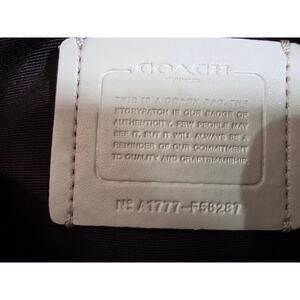 COACH
THIS IS A COACH BAG. THE
STORYPATCH IS OUR BADGE OF
AUTHENTICITY. FEW PEOPLE MAY
SEE IT, BUT IT WILL ALWAYS BE A
REMINDER OF OUR COMMITMENT
TO QUALITY AND CRAFTSMANSHIP.
Nº A1777-F58287